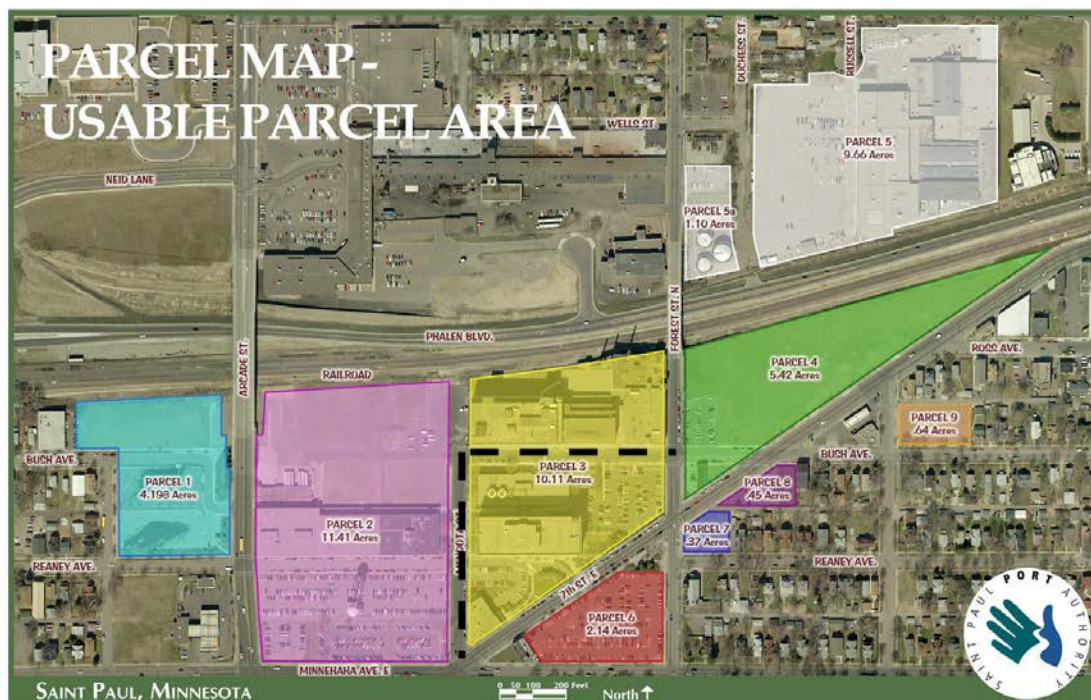 PARCEL MAP -
USABLE PARCEL AREA
DUCHESS ST.
RUSSELL ST.
WELLS ST.
PARCEL 5
9.66 Acres
NEID LANE
PARCEL 5a
1.10 Acres
FOREST ST. N
PHALEN BLVD.
ARCADE ST.
RAILROAD
ROSS AVE.
PARCEL 4
5.42 Acres
PARCEL 9
.64 Acres
BUSH AVE.
BUSH AVE.
PARCEL 1
4.198 Acres
PARCEL 3
10.11 Acres
PARCEL 8
.45 Acres
PARCEL 2
11.41 Acres
PARCEL 7
.37 Acres
REANEY AVE.
REANEY AVE.
7th ST. E
PARCEL 6
2.14 Acres
MINNEHAHA AVE. E
SAINT PAUL PORT AUTHORITY
SAINT PAUL, MINNESOTA
0 50 100 200 Feet
North